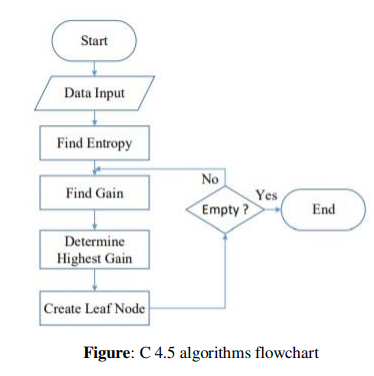 Start
Data Input
Find Entropy
Find Gain
Determine
Highest Gain
Create Leaf Node
No
Empty ?
Yes
End
Figure: C 4.5 algorithms flowchart